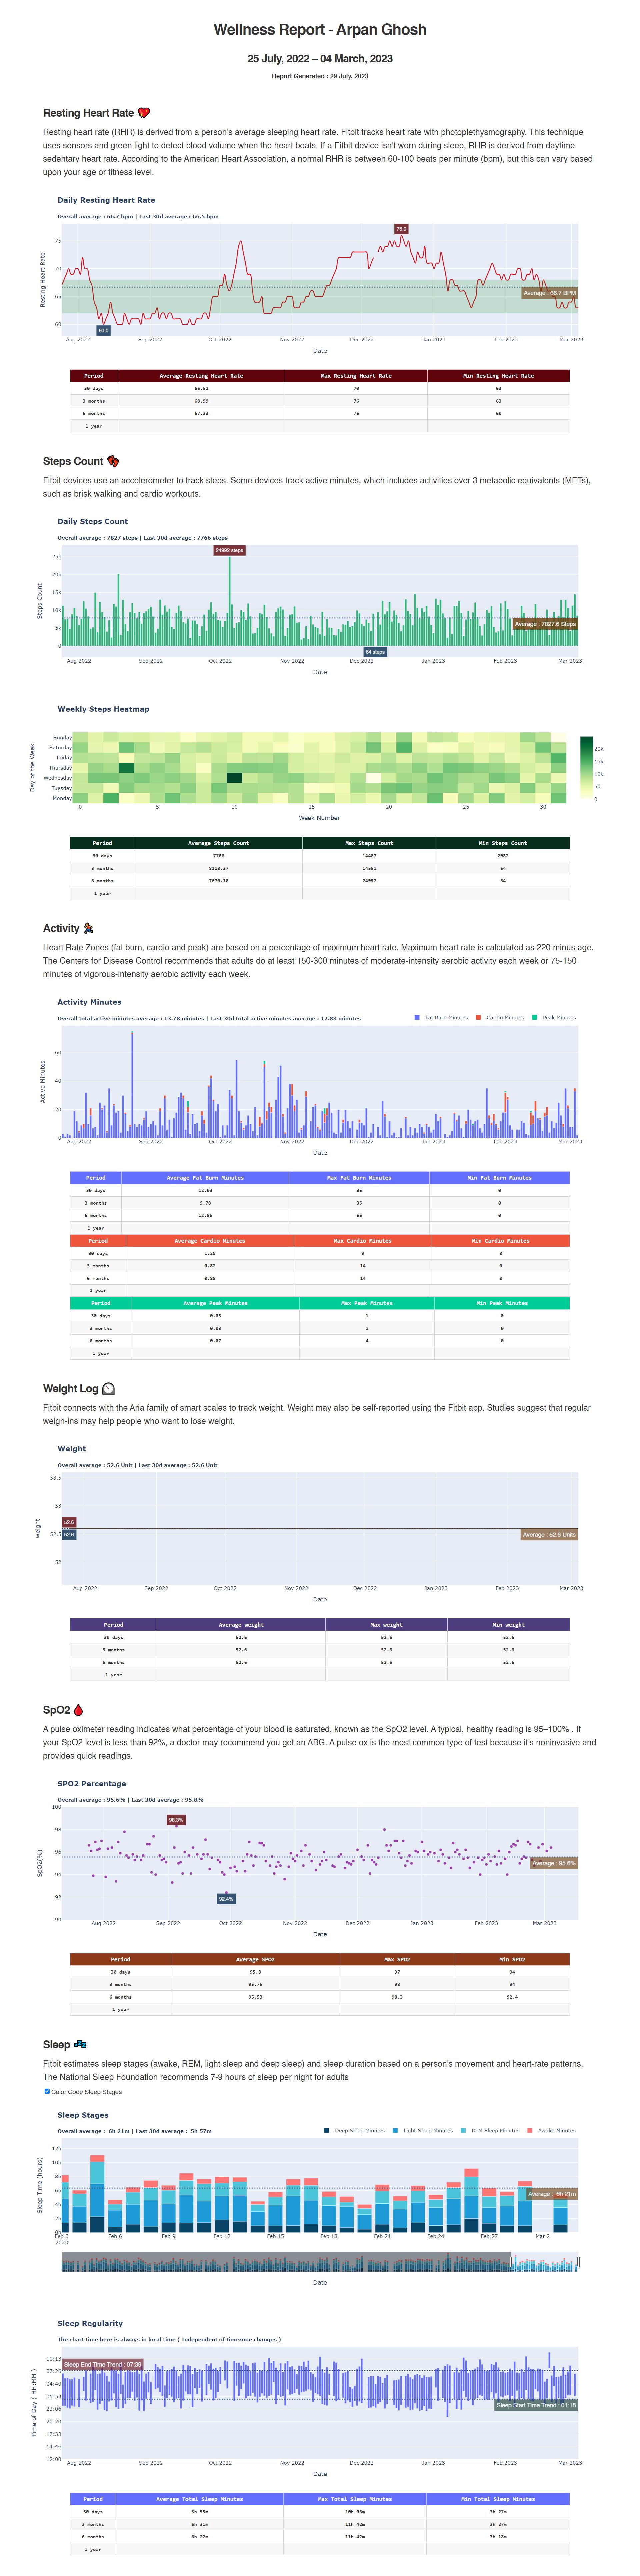 Wellness Report - Arpan Ghosh
25 July, 2022 – 04 March, 2023
Report Generated : 29 July, 2023
Resting Heart Rate
Resting heart rate (RHR) is derived from a person's average sleeping heart rate. Fitbit tracks heart rate with photoplethysmography. This technique
uses sensors and green light to detect blood volume when the heart beats. If a Fitbit device isn't worn during sleep, RHR is derived from daytime
sedentary heart rate. According to the American Heart Association, a normal RHR is between 60-100 beats per minute (bpm), but this can vary based
upon your age or fitness level.
Daily Resting Heart Rate
Overall average : 66.7 bpm | Last 30d average : 66.5 bpm
76.0
75
70
65
60
Resting Heart Rate
Average : 66.7 BPM
60.0
Aug 2022 Sep 2022 Oct 2022 Nov 2022 Dec 2022 Jan 2023 Feb 2023 Mar 2023
Date
Period Average Resting Heart Rate Max Resting Heart Rate Min Resting Heart Rate
30 days 66.52 70 63
3 months 68.99 76 63
6 months 67.33 76 60
1 year
Steps Count
Fitbit devices use an accelerometer to track steps. Some devices track active minutes, which includes activities over 3 metabolic equivalents (METs),
such as brisk walking and cardio workouts.
Daily Steps Count
Overall average : 7827 steps | Last 30d average : 7766 steps
24992 steps
25k
20k
15k
10k
5k
0
Steps Count
Average : 7827.6 Steps
64 steps
Aug 2022 Sep 2022 Oct 2022 Nov 2022 Dec 2022 Jan 2023 Feb 2023 Mar 2023
Date
Weekly Steps Heatmap
Day of the Week
Sunday
Saturday
Friday
Thursday
Wednesday
Tuesday
Monday
20k
15k
10k
5k
0
0 5 10 15 20 25 30
Week Number
Period Average Steps Count Max Steps Count Min Steps Count
30 days 7766 14487 2982
3 months 8118.37 14551 64
6 months 7670.18 24992 64
1 year
Activity
Heart Rate Zones (fat burn, cardio and peak) are based on a percentage of maximum heart rate. Maximum heart rate is calculated as 220 minus age.
The Centers for Disease Control recommends that adults do at least 150-300 minutes of moderate-intensity aerobic activity each week or 75-150
minutes of vigorous-intensity aerobic activity each week.
Activity Minutes
Overall total active minutes average : 13.78 minutes | Last 30d total active minutes average : 12.83 minutes
Fat Burn Minutes Cardio Minutes Peak Minutes
60
40
20
0
Active Minutes
Aug 2022 Sep 2022 Oct 2022 Nov 2022 Dec 2022 Jan 2023 Feb 2023 Mar 2023
Date
Period Average Fat Burn Minutes Max Fat Burn Minutes Min Fat Burn Minutes
30 days 12.03 35 0
3 months 9.78 35 0
6 months 12.85 55 0
1 year
Period Average Cardio Minutes Max Cardio Minutes Min Cardio Minutes
30 days 1.29 9 0
3 months 0.82 14 0
6 months 0.88 14 0
1 year
Period Average Peak Minutes Max Peak Minutes Min Peak Minutes
30 days 0.03 1 0
3 months 0.03 1 0
6 months 0.07 4 0
1 year
Weight Log
Fitbit connects with the Aria family of smart scales to track weight. Weight may also be self-reported using the Fitbit app. Studies suggest that regular
weigh-ins may help people who want to lose weight.
Weight
Overall average : 52.6 Unit | Last 30d average : 52.6 Unit
53.5
53
52.5
52
weight
52.6
52.6
Average : 52.6 Units
Aug 2022 Sep 2022 Oct 2022 Nov 2022 Dec 2022 Jan 2023 Feb 2023 Mar 2023
Date
Period Average weight Max weight Min weight
30 days 52.6 52.6 52.6
3 months 52.6 52.6 52.6
6 months 52.6 52.6 52.6
1 year
SpO2
A pulse oximeter reading indicates what percentage of your blood is saturated, known as the SpO2 level. A typical, healthy reading is 95–100% . If
your SpO2 level is less than 92%, a doctor may recommend you get an ABG. A pulse ox is the most common type of test because it's noninvasive and
provides quick readings.
SPO2 Percentage
Overall average : 95.6% | Last 30d average : 95.8%
100
98
96
94
92
90
SpO2(%)
98.3%
Average : 95.6%
92.4%
Aug 2022 Sep 2022 Oct 2022 Nov 2022 Dec 2022 Jan 2023 Feb 2023 Mar 2023
Date
Period Average SPO2 Max SPO2 Min SPO2
30 days 95.8 97 94
3 months 95.75 98 94
6 months 95.53 98.3 92.4
1 year
Sleep
Fitbit estimates sleep stages (awake, REM, light sleep and deep sleep) and sleep duration based on a person's movement and heart-rate patterns.
The National Sleep Foundation recommends 7-9 hours of sleep per night for adults
Color Code Sleep Stages
Sleep Stages
Overall average : 6h 21m | Last 30d average : 5h 57m
Deep Sleep Minutes Light Sleep Minutes REM Sleep Minutes Awake Minutes
12h
10h
8h
6h
4h
2h
0h
Sleep Time (hours)
Average : 6h 21m
Feb 3 Feb 6 Feb 9 Feb 12 Feb 15 Feb 18 Feb 21 Feb 24 Feb 27 Mar 2
2023
Date
Sleep Regularity
The chart time here is always in local time ( Independent of timezone changes )
Time of Day ( HH:MM )
10:13
07:26
04:40
01:53
23:06
20:20
17:33
14:46
12:00
Sleep End Time Trend : 07:39
Sleep Start Time Trend : 01:18
Aug 2022 Sep 2022 Oct 2022 Nov 2022 Dec 2022 Jan 2023 Feb 2023 Mar 2023
Date
Period Average Total Sleep Minutes Max Total Sleep Minutes Min Total Sleep Minutes
30 days 5h 55m 10h 06m 3h 27m
3 months 6h 31m 11h 42m 3h 27m
6 months 6h 22m 11h 42m 3h 18m
1 year